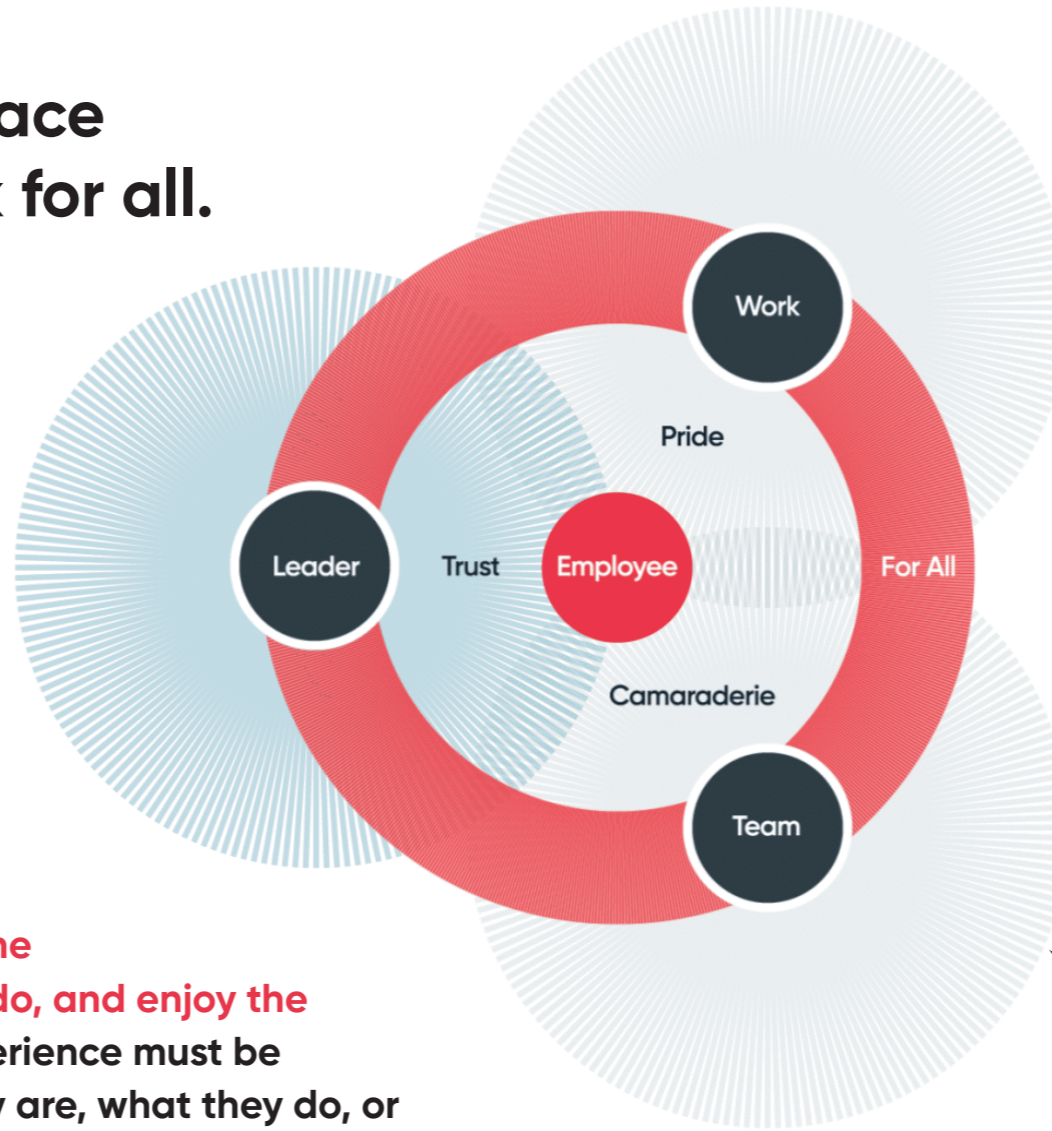 ace
for all.
Work
Pride
Leader
Trust
Employee
For All
Camaraderie
Team
ne
do, and enjoy the
erience must be
are, what they do, or